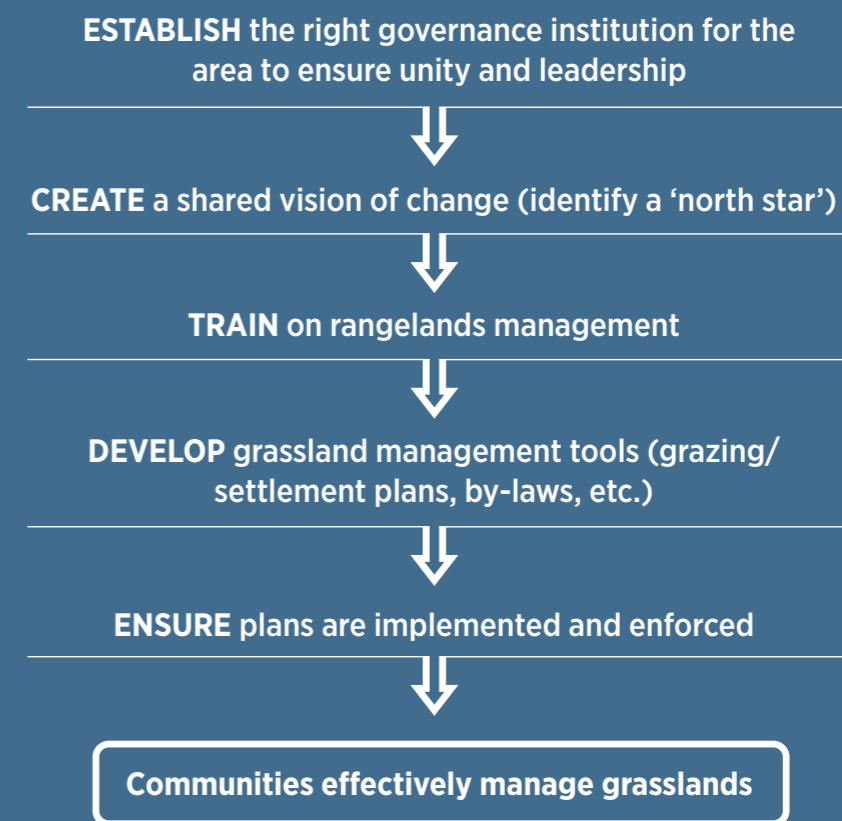 ESTABLISH the right governance institution for the
area to ensure unity and leadership
CREATE a shared vision of change (identify a ‘north star’)
TRAIN on rangelands management
DEVELOP grassland management tools (grazing/
settlement plans, by-laws, etc.)
ENSURE plans are implemented and enforced
Communities effectively manage grasslands